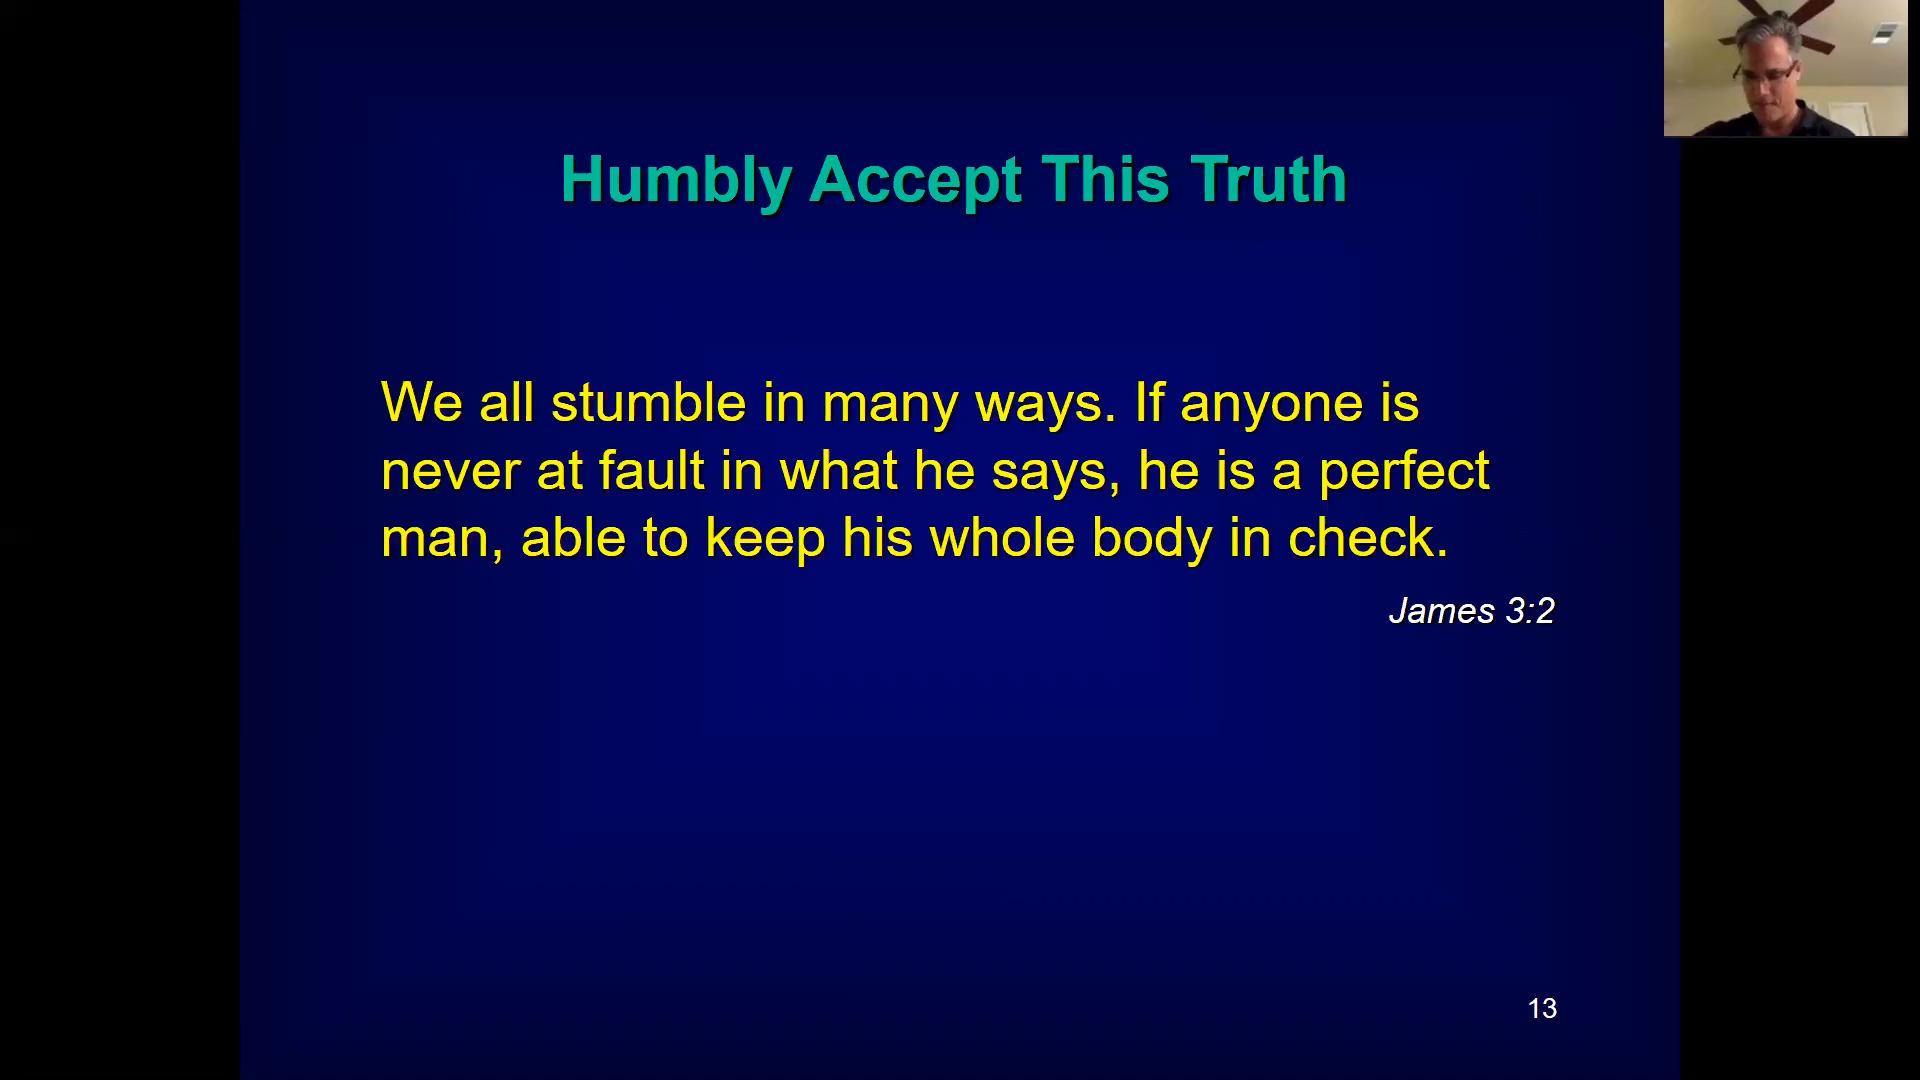 Humbly Accept This Truth
We all stumble in many ways. If anyone is
never at fault in what he says, he is a perfect
man, able to keep his whole body in check.
James 3:2
13